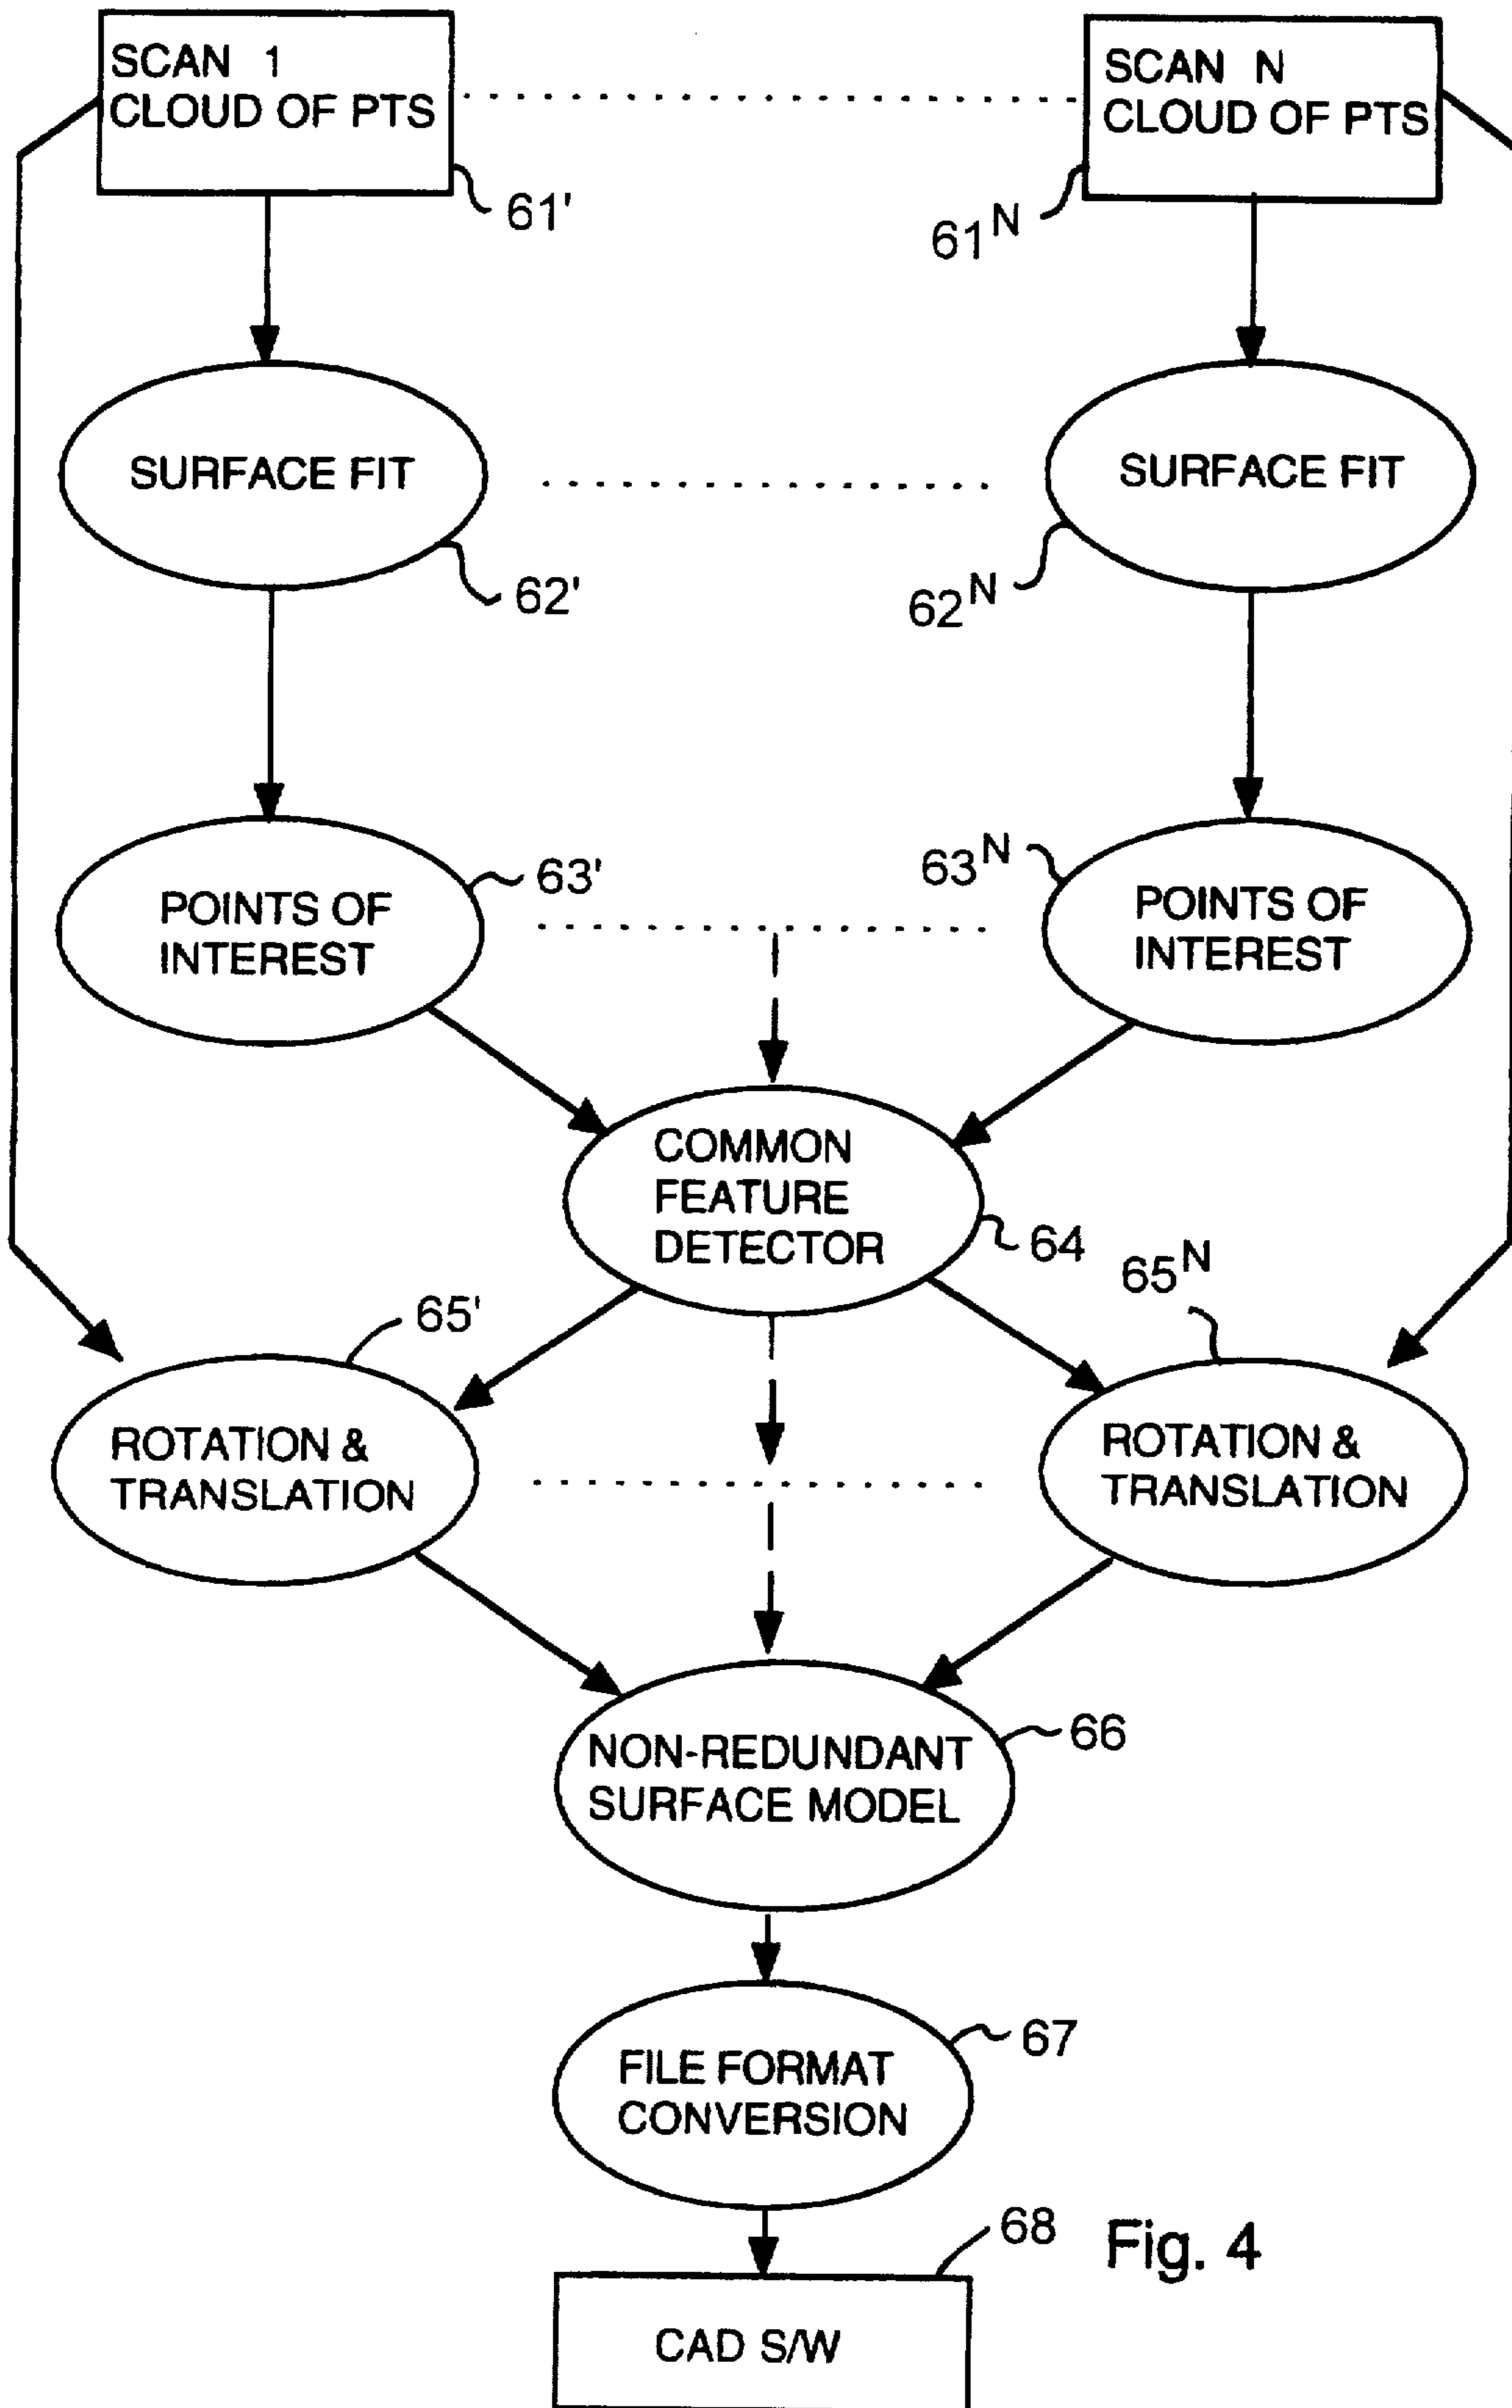 SCAN 1
CLOUD OF PTS
SCAN N
CLOUD OF PTS
61'
61N
SURFACE FIT
SURFACE FIT
62'
62N
63'
63N
POINTS OF
INTEREST
POINTS OF
INTEREST
COMMON
FEATURE
DETECTOR
64
65'
65N
ROTATION &
TRANSLATION
ROTATION &
TRANSLATION
NON-REDUNDANT
SURFACE MODEL
66
FILE FORMAT
CONVERSION
67
68
Fig. 4
CAD S/W